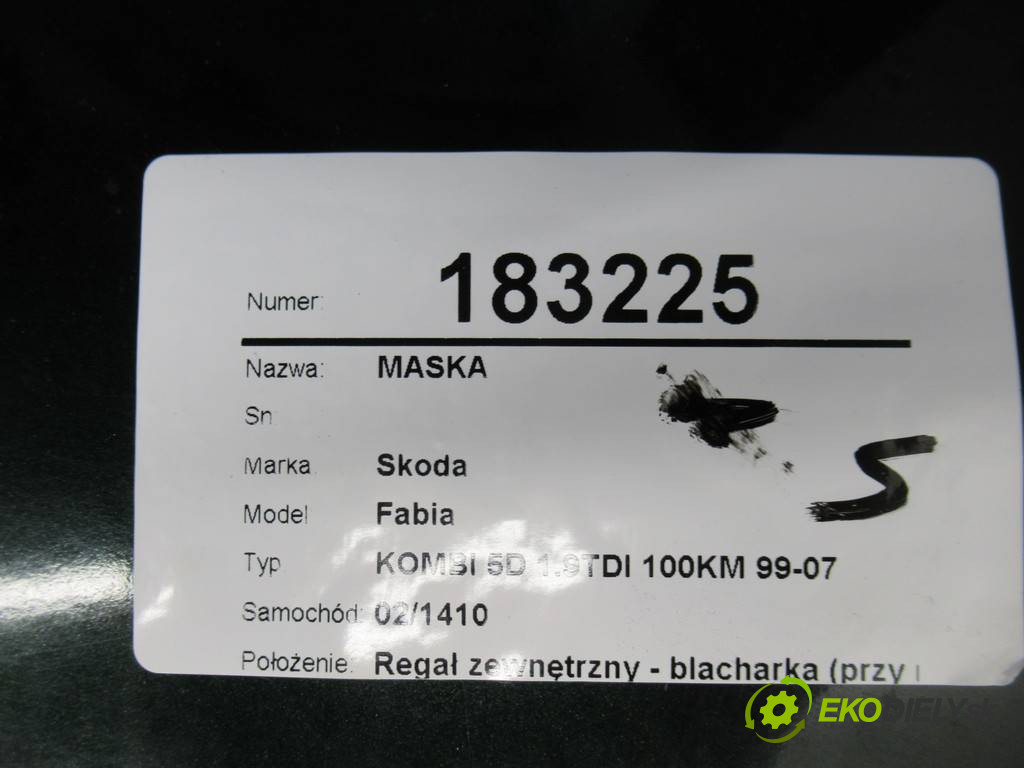 Numer: 183225
Nazwa: MASKA
Sn
Marka Skoda
Model Fabia
Typ KOMBI 5D 1.9TDI 100KM 99-07
Samochód: 02/1410
Położenie: Regał zewnętrzny - blacharka (przy
S
EKODIELY